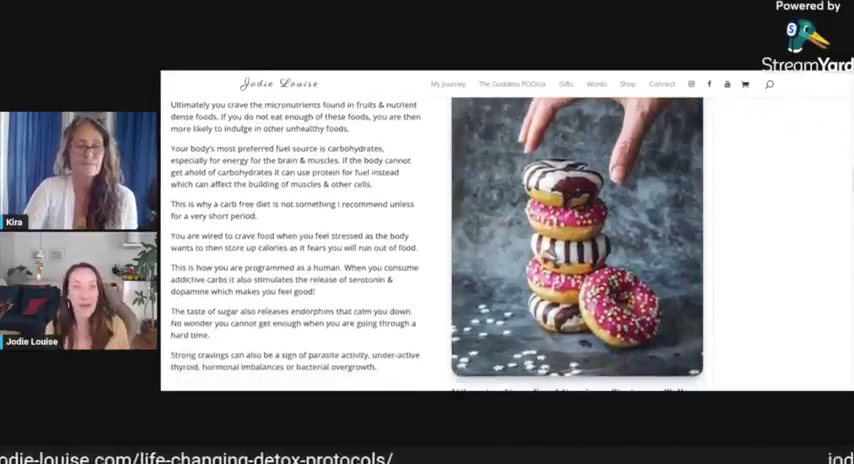 Powered by
S
StreamYard
Jodie Louise
My Journey The Goddess PODtox Gifts Words Shop Connect
Ultimately you crave the micronutrients found in fruits & nutrient
dense foods. If you do not eat enough of these foods, you are then
more likely to indulge in other unhealthy foods.
Your body's most preferred fuel source is carbohydrates,
especially for energy for the brain & muscles. If the body cannot
get ahold of carbohydrates it can use protein for fuel instead
which can affect the building of muscles & other cells.
This is why a carb free diet is not something I recommend unless
for a very short period.
You are wired to crave food when you feel stressed as the body
wants to then store up calories as it fears you will run out of food.
This is how you are programmed as a human. When you consume
addictive carbs it also stimulates the release of serotonin &
dopamine which makes you feel good!
The taste of sugar also releases endorphins that calm you down.
No wonder you cannot get enough when you are going through a
hard time.
Strong cravings can also be a sign of parasite activity, under-active
thyroid, hormonal imbalances or bacterial overgrowth.
Kira
Jodie Louise
odie-louise.com/life-changing-detox-protocols/
jod